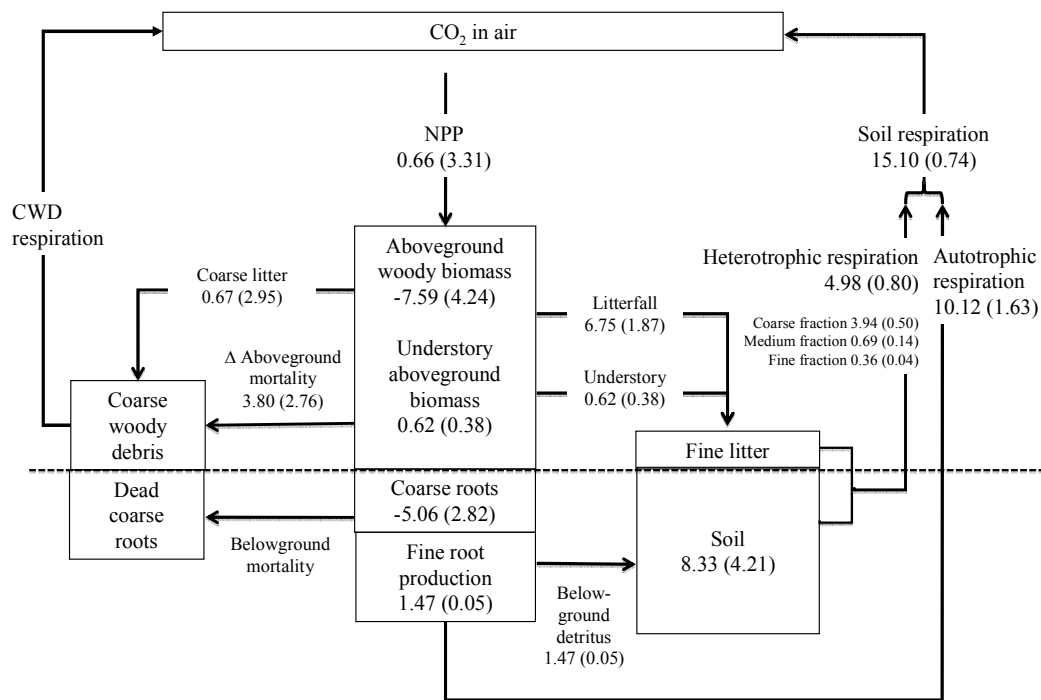 CO₂ in air
NPP
0.66 (3.31)
Soil respiration
15.10 (0.74)
CWD
respiration
Aboveground
woody biomass
-7.59 (4.24)
Understory
aboveground
biomass
0.62 (0.38)
Coarse litter
0.67 (2.95)
Δ Aboveground
mortality
3.80 (2.76)
Litterfall
6.75 (1.87)
Understory
0.62 (0.38)
Heterotrophic respiration
4.98 (0.80)
Coarse fraction 3.94 (0.50)
Medium fraction 0.69 (0.14)
Fine fraction 0.36 (0.04)
Autotrophic
respiration
10.12 (1.63)
Coarse
woody
debris
Fine litter
Dead
coarse
roots
Coarse roots
-5.06 (2.82)
Belowground
mortality
Fine root
production
1.47 (0.05)
Soil
8.33 (4.21)
Below-
ground
detritus
1.47 (0.05)